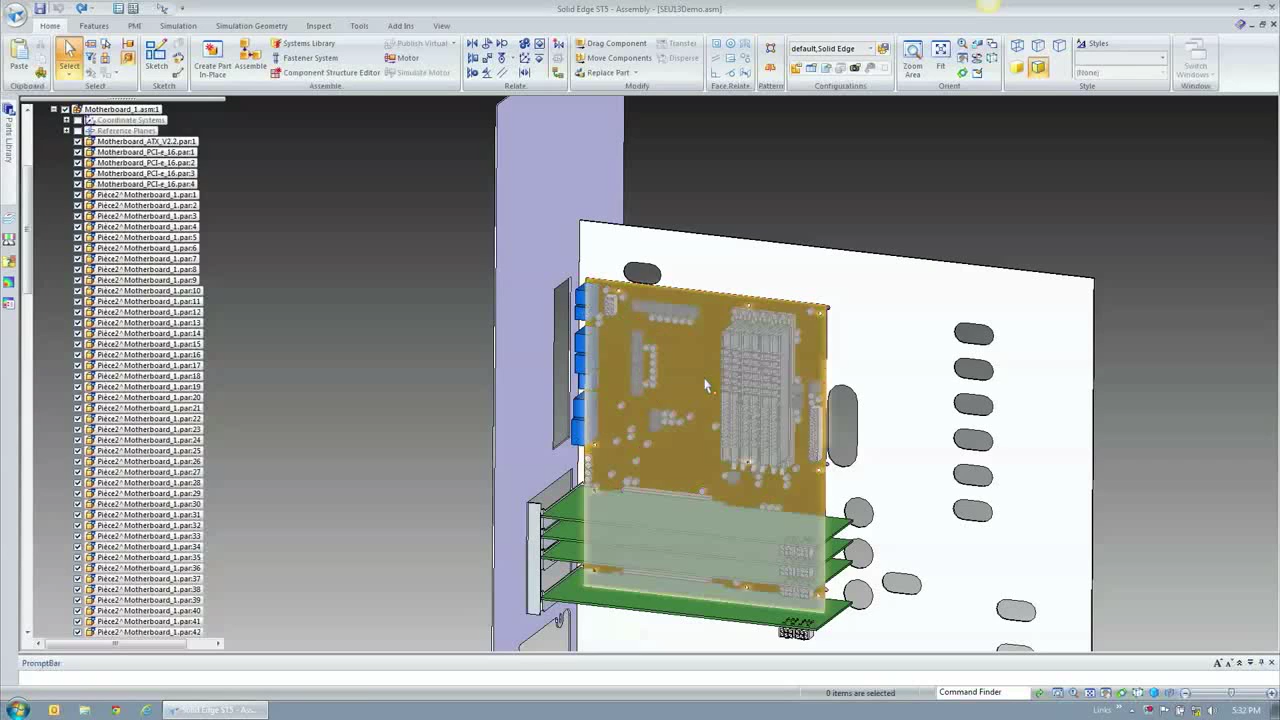 Solid Edge ST5 - Assembly - [SEU13Demo.asm]
Home Features PMI Simulation Simulation Geometry Inspect Tools Add Ins View
Paste
Clipboard
Select
Select
Sketch
Sketch
Create Part In-Place
Assemble
Systems Library
Fastener System
Component Structure Editor
Publish Virtual
Motor
Simulate Motor
Assemble
Relate
Drag Component
Move Components
Replace Part
Transfer
Disperse
Modify
Face Relate
Pattern
default,Solid Edge
Configurations
Zoom Area
Fit
Orient
Styles
(None)
Style
Switch Windows
Window
Parts Library
Motherboard_1.asm:1
Coordinate Systems
Reference Planes
Motherboard_ATX_V2.2.par:1
Motherboard_PCI-e_16.par:1
Motherboard_PCI-e_16.par:2
Motherboard_PCI-e_16.par:3
Motherboard_PCI-e_16.par:4
Pièce2^Motherboard_1.par:1
Pièce2^Motherboard_1.par:2
Pièce2^Motherboard_1.par:3
Pièce2^Motherboard_1.par:4
Pièce2^Motherboard_1.par:5
Pièce2^Motherboard_1.par:6
Pièce2^Motherboard_1.par:7
Pièce2^Motherboard_1.par:8
Pièce2^Motherboard_1.par:9
Pièce2^Motherboard_1.par:10
Pièce2^Motherboard_1.par:11
Pièce2^Motherboard_1.par:12
Pièce2^Motherboard_1.par:13
Pièce2^Motherboard_1.par:14
Pièce2^Motherboard_1.par:15
Pièce2^Motherboard_1.par:16
Pièce2^Motherboard_1.par:17
Pièce2^Motherboard_1.par:18
Pièce2^Motherboard_1.par:19
Pièce2^Motherboard_1.par:20
Pièce2^Motherboard_1.par:21
Pièce2^Motherboard_1.par:22
Pièce2^Motherboard_1.par:23
Pièce2^Motherboard_1.par:24
Pièce2^Motherboard_1.par:25
Pièce2^Motherboard_1.par:26
Pièce2^Motherboard_1.par:27
Pièce2^Motherboard_1.par:28
Pièce2^Motherboard_1.par:29
Pièce2^Motherboard_1.par:30
Pièce2^Motherboard_1.par:31
Pièce2^Motherboard_1.par:32
Pièce2^Motherboard_1.par:33
Pièce2^Motherboard_1.par:34
Pièce2^Motherboard_1.par:35
Pièce2^Motherboard_1.par:36
Pièce2^Motherboard_1.par:37
Pièce2^Motherboard_1.par:38
Pièce2^Motherboard_1.par:39
Pièce2^Motherboard_1.par:40
Pièce2^Motherboard_1.par:41
Pièce2^Motherboard_1.par:42
PromptBar
0 items are selected
Command Finder
Solid Edge ST5 - Ass...
Links
5:32 PM